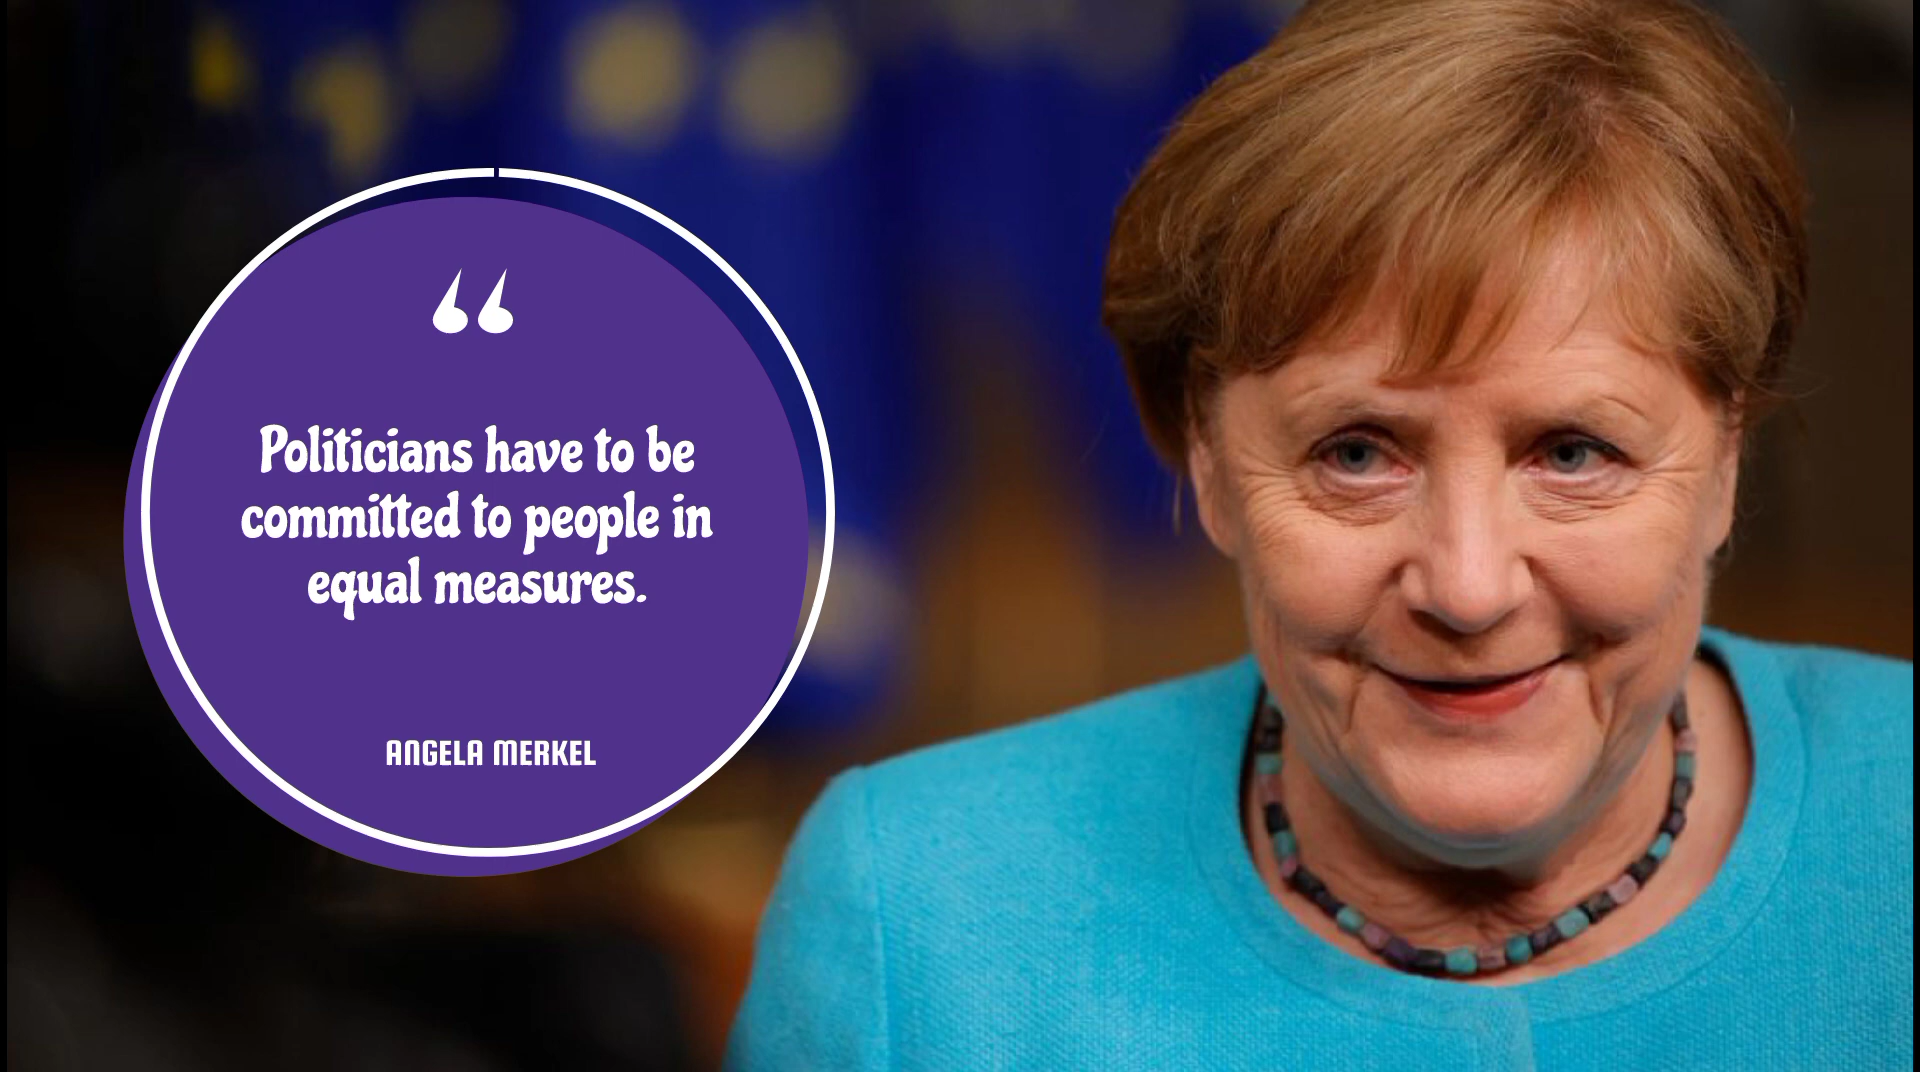 “
Politicians have to be
committed to people in
equal measures.
ANGELA MERKEL